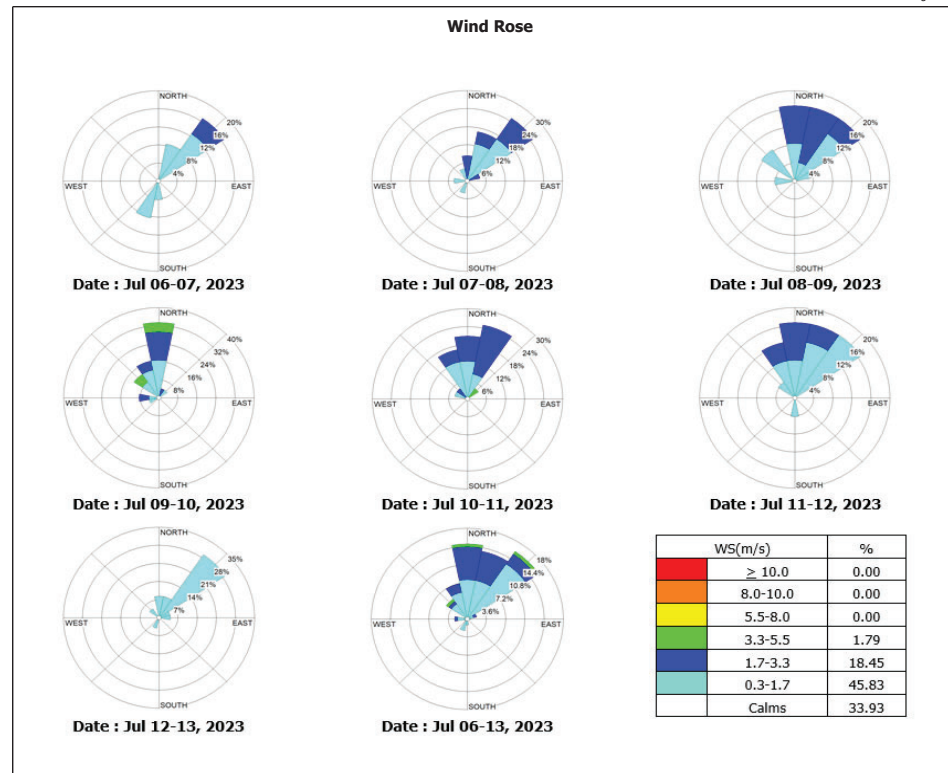 Wind Rose
NORTH
20%
16%
12%
8%
4%
WEST
EAST
SOUTH
Date : Jul 06-07, 2023
NORTH
30%
24%
18%
12%
6%
WEST
EAST
SOUTH
Date : Jul 07-08, 2023
NORTH
20%
16%
12%
8%
4%
WEST
EAST
SOUTH
Date : Jul 08-09, 2023
NORTH
40%
32%
24%
16%
8%
WEST
EAST
SOUTH
Date : Jul 09-10, 2023
NORTH
30%
24%
18%
12%
6%
WEST
EAST
SOUTH
Date : Jul 10-11, 2023
NORTH
20%
16%
12%
8%
4%
WEST
EAST
SOUTH
Date : Jul 11-12, 2023
NORTH
35%
28%
21%
14%
7%
WEST
EAST
SOUTH
Date : Jul 12-13, 2023
NORTH
18%
14.4%
10.8%
7.2%
3.6%
WEST
EAST
SOUTH
Date : Jul 06-13, 2023
WS(m/s) %
≥ 10.0 0.00
8.0-10.0 0.00
5.5-8.0 0.00
3.3-5.5 1.79
1.7-3.3 18.45
0.3-1.7 45.83
Calms 33.93